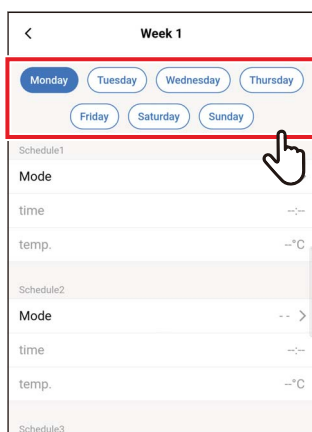 Week 1
Monday Tuesday Wednesday Thursday
Friday Saturday Sunday
Schedule1
Mode
time --:--
temp. --°C
Schedule2
Mode -- >
time --:--
temp. --°C
Schedule3